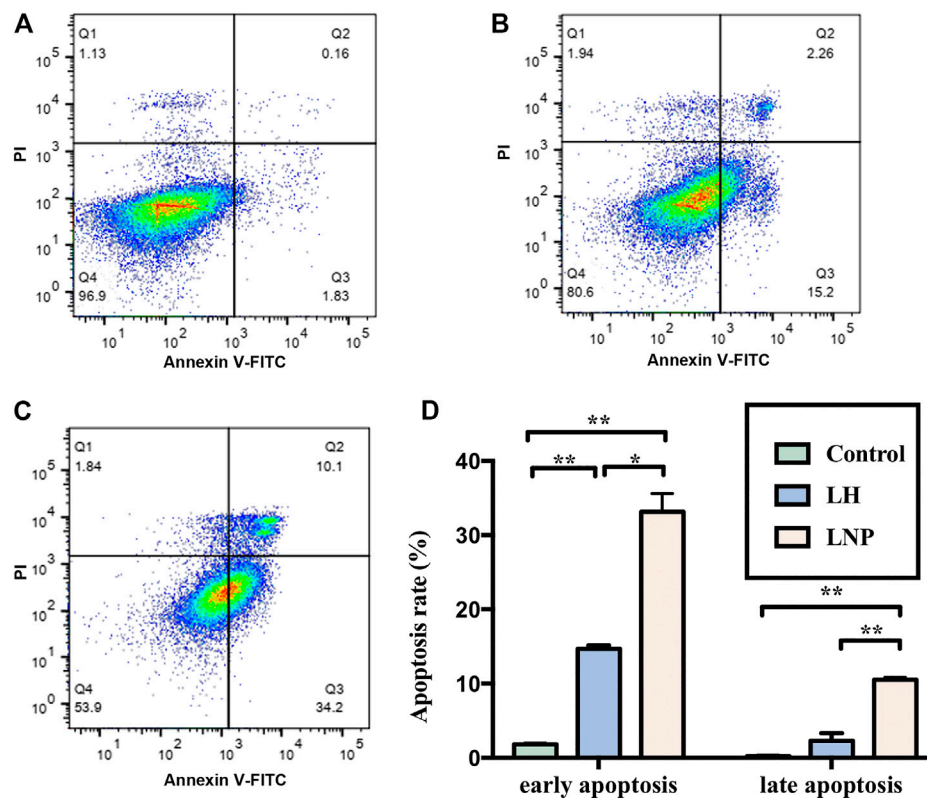 A
Q1
1.13
Q2
0.16
10^5
10^4
10^3
10^2
10^1
10^0
PI
Q4
96.9
Q3
1.83
10^1 10^2 10^3 10^4 10^5
Annexin V-FITC
B
Q1
1.94
Q2
2.26
10^5
10^4
10^3
10^2
10^1
10^0
PI
Q4
80.6
Q3
15.2
10^1 10^2 10^3 10^4 10^5
Annexin V-FITC
C
Q1
1.84
Q2
10.1
10^5
10^4
10^3
10^2
10^1
10^0
PI
Q4
53.9
Q3
34.2
10^1 10^2 10^3 10^4 10^5
Annexin V-FITC
D
Control
LH
LNP
**
** *
**
**
40
30
20
10
0
Apoptosis rate (%)
early apoptosis late apoptosis